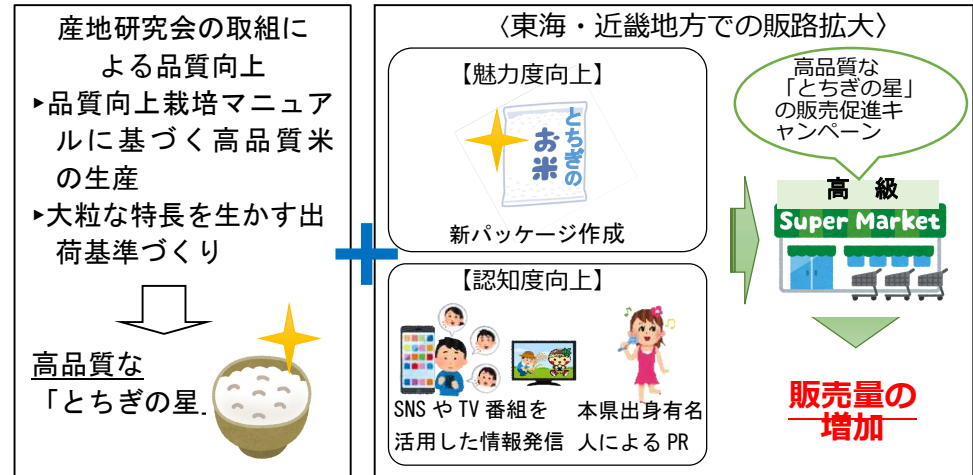 産地研究会の取組に
よる品質向上
▸品質向上栽培マニュア
ルに基づく高品質米
の生産
▸大粒な特長を生かす出
荷基準づくり
高品質な
「とちぎの星」
〈東海・近畿地方での販路拡大〉
【魅力度向上】
とちぎの
お米
新パッケージ作成
【認知度向上】
SNSやTV番組を
活用した情報発信
本県出身有名
人によるPR
高品質な
「とちぎの星」
の販売促進キ
ャンペーン
高 級
Super Market
販売量の
増加